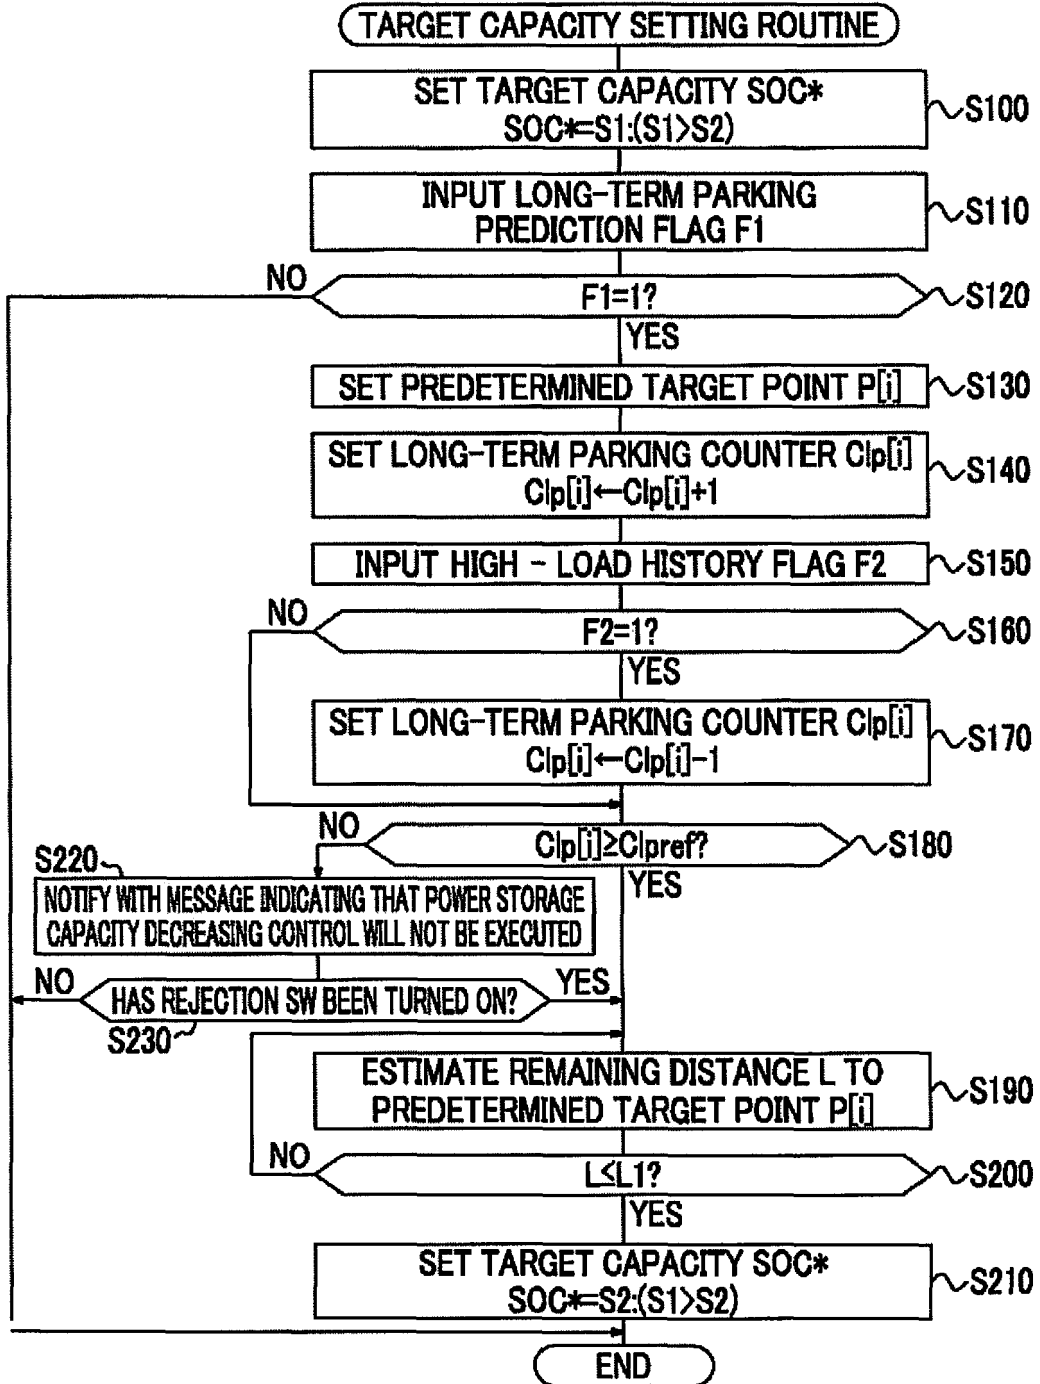 TARGET CAPACITY SETTING ROUTINE
SET TARGET CAPACITY SOC*
SOC*=S1:(S1>S2)
S100
INPUT LONG-TERM PARKING
PREDICTION FLAG F1
S110
NO
F1=1?
S120
YES
SET PREDETERMINED TARGET POINT P[i]
S130
SET LONG-TERM PARKING COUNTER Clp[i]
Clp[i]←Clp[i]+1
S140
INPUT HIGH - LOAD HISTORY FLAG F2
S150
NO
F2=1?
S160
YES
SET LONG-TERM PARKING COUNTER Clp[i]
Clp[i]←Clp[i]-1
S170
NO
Clp[i]≥Clpref?
S180
YES
S220
NOTIFY WITH MESSAGE INDICATING THAT POWER STORAGE
CAPACITY DECREASING CONTROL WILL NOT BE EXECUTED
NO
HAS REJECTION SW BEEN TURNED ON?
YES
S230
ESTIMATE REMAINING DISTANCE L TO
PREDETERMINED TARGET POINT P[i]
S190
NO
L≤L1?
S200
YES
SET TARGET CAPACITY SOC*
SOC*=S2:(S1>S2)
S210
END